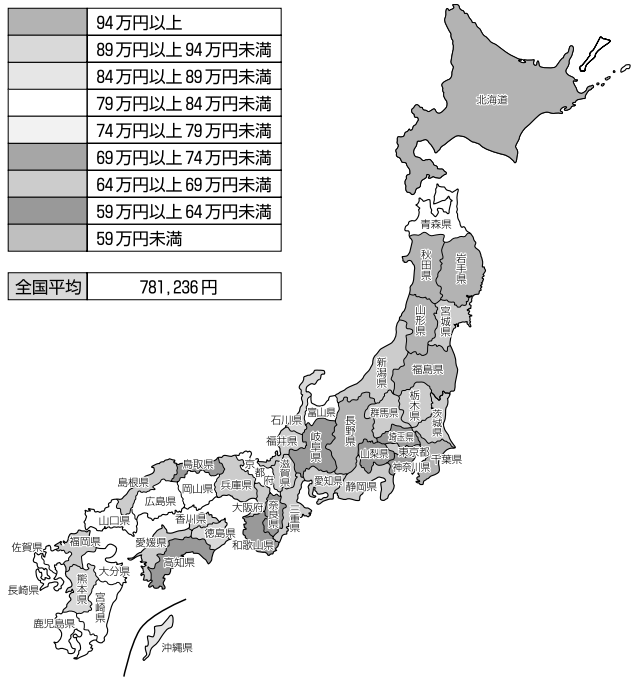 94万円以上
89万円以上94万円未満
84万円以上89万円未満
79万円以上84万円未満
74万円以上79万円未満
69万円以上74万円未満
64万円以上69万円未満
59万円以上64万円未満
59万円未満
全国平均 781,236円
北海道
青森県
秋田県
岩手県
山形県
宮城県
新潟県
福島県
石川県
富山県
長野県
群馬県
栃木県
茨城県
福井県
岐阜県
埼玉県
山梨県
東京都
千葉県
神奈川県
鳥取県
京都府
滋賀県
島根県
岡山県
兵庫県
愛知県
静岡県
広島県
大阪府
奈良県
三重県
山口県
香川県
徳島県
和歌山県
愛媛県
高知県
福岡県
佐賀県
大分県
長崎県
熊本県
宮崎県
鹿児島県
沖縄県